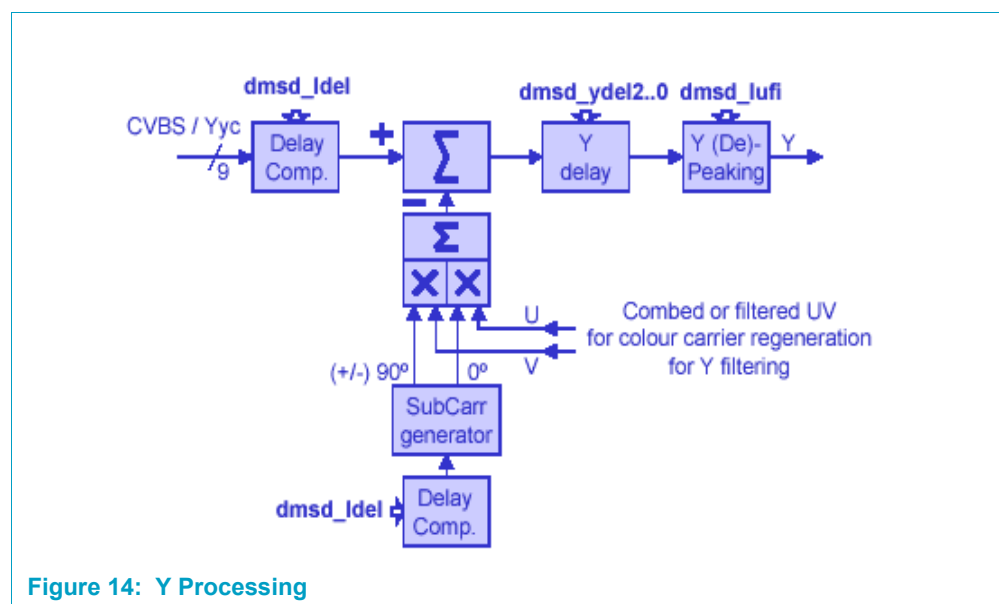 dmsd_ldel
dmsd_ydel2..0 dmsd_lufi
CVBS / Yyc
9
Delay
Comp.
+
Σ
Y
delay
Y (De)-
Peaking
Y
−
Σ
× ×
U
V
Combed or filtered UV
for colour carrier regeneration
for Y filtering
(+/-) 90º
0º
SubCarr
generator
dmsd_ldel
Delay
Comp.
Figure 14: Y Processing